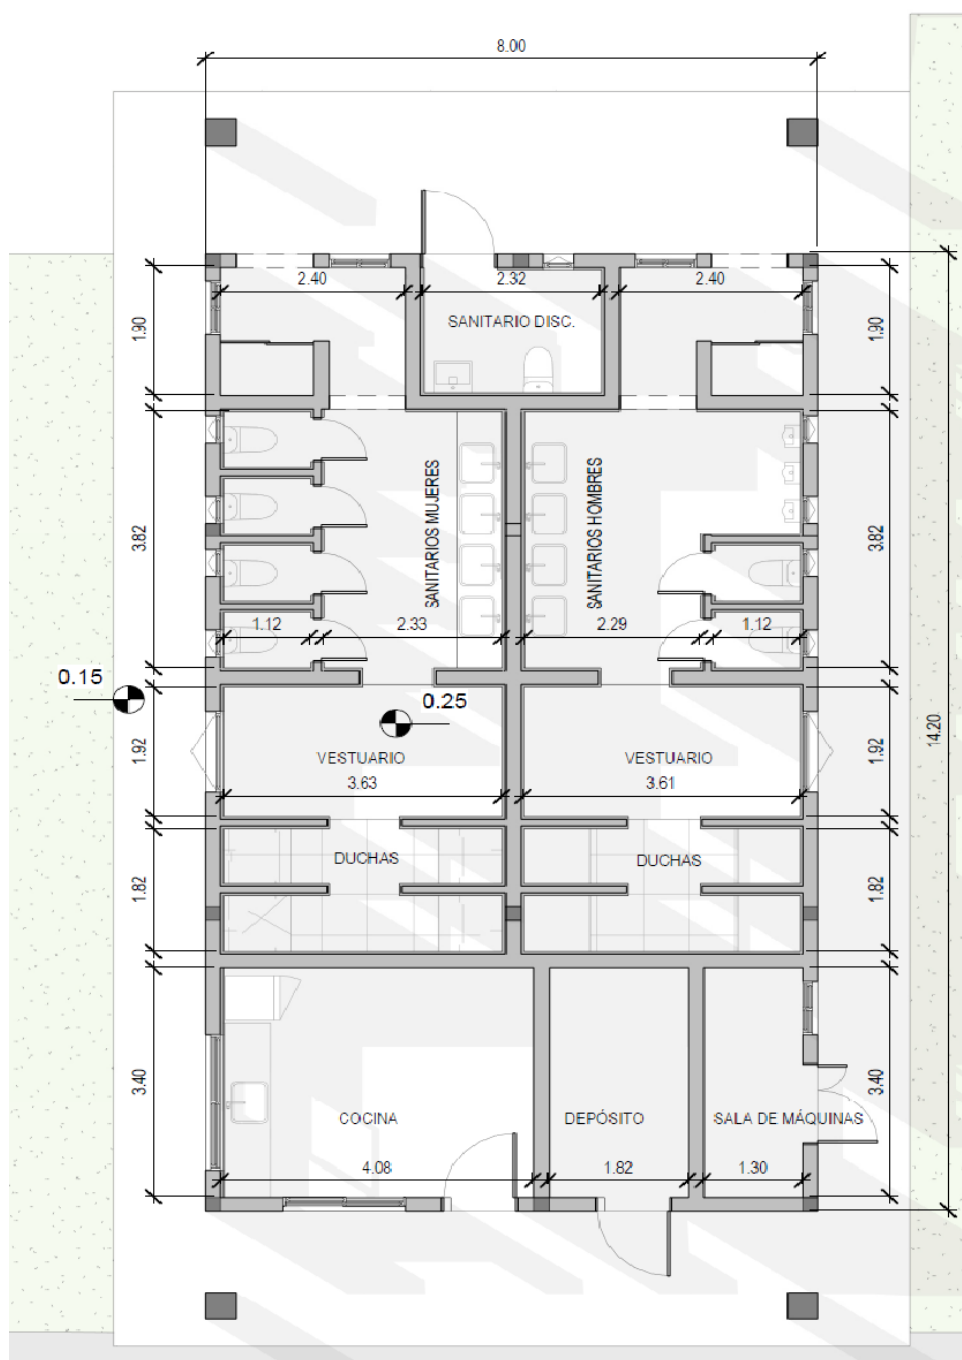 8.00
2.40
2.32
2.40
SANITARIO DISC.
1.90
1.90
SANITARIOS MUJERES
SANITARIOS HOMBRES
3.82
3.82
1.12
2.33
2.29
1.12
0.15
0.25
14.20
1.92
VESTUARIO
VESTUARIO
1.92
3.63
3.61
DUCHAS
DUCHAS
1.82
1.82
3.40
3.40
COCINA
DEPÓSITO
SALA DE MÁQUINAS
4.08
1.82
1.30